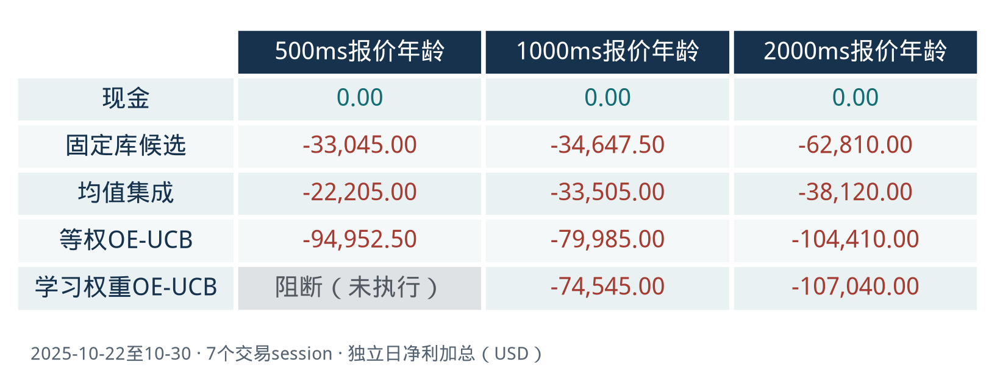 500ms报价年龄 1000ms报价年龄 2000ms报价年龄
现金 0.00 0.00 0.00
固定库候选 -33,045.00 -34,647.50 -62,810.00
均值集成 -22,205.00 -33,505.00 -38,120.00
等权OE-UCB -94,952.50 -79,985.00 -104,410.00
学习权重OE-UCB 阻断（未执行） -74,545.00 -107,040.00
2025-10-22至10-30 · 7个交易session · 独立日净利加总（USD）